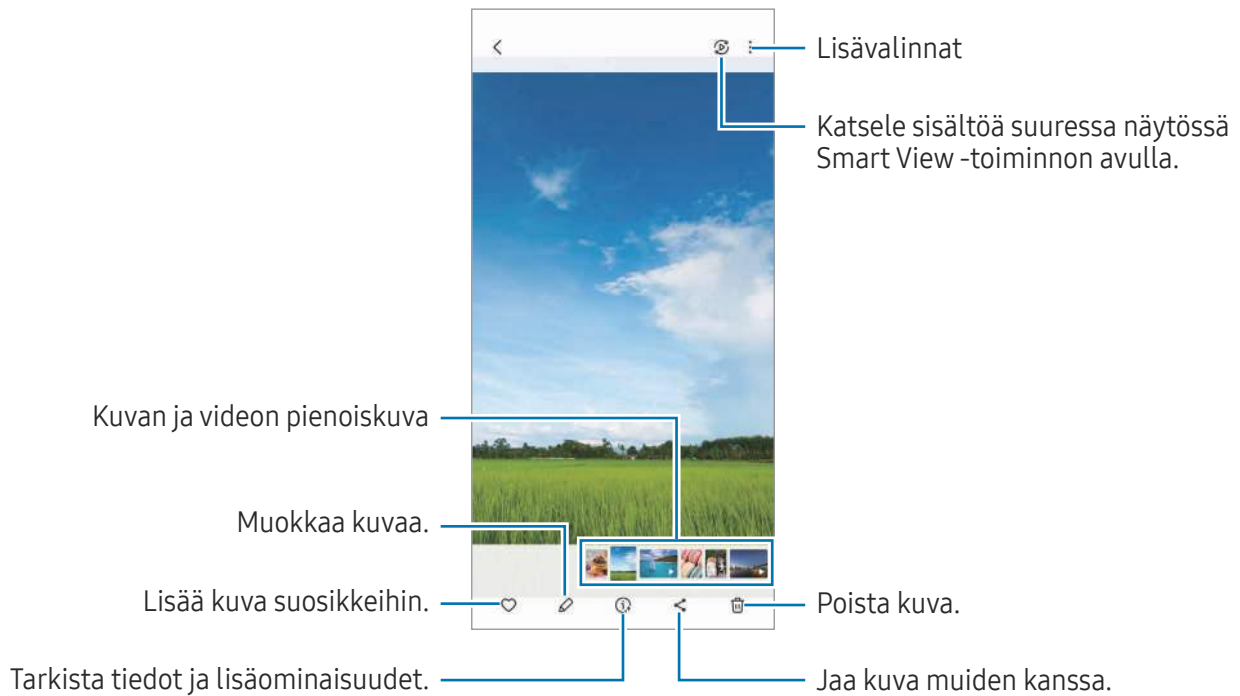 Lisävalinnat
Katsele sisältöä suuressa näytössä
Smart View -toiminnon avulla.
Kuvan ja videon pienoiskuva
Muokkaa kuvaa.
Lisää kuva suosikkeihin.
Poista kuva.
Tarkista tiedot ja lisäominaisuudet.
Jaa kuva muiden kanssa.